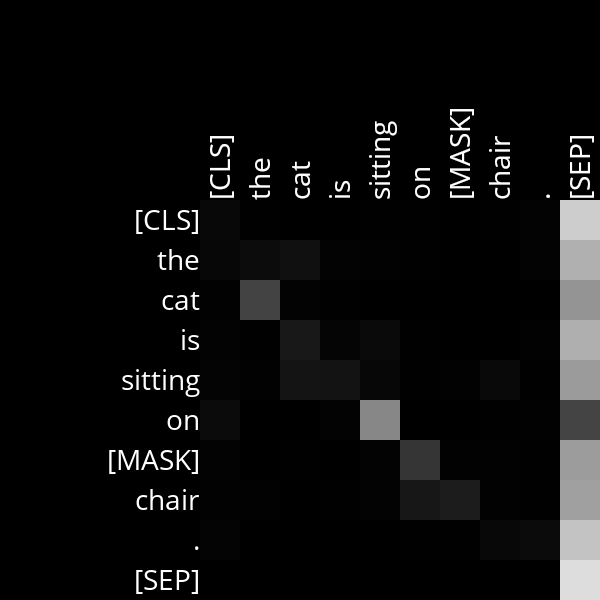 [CLS] the cat is sitting on [MASK] chair . [SEP]
[CLS]
the
cat
is
sitting
on
[MASK]
chair
.
[SEP]